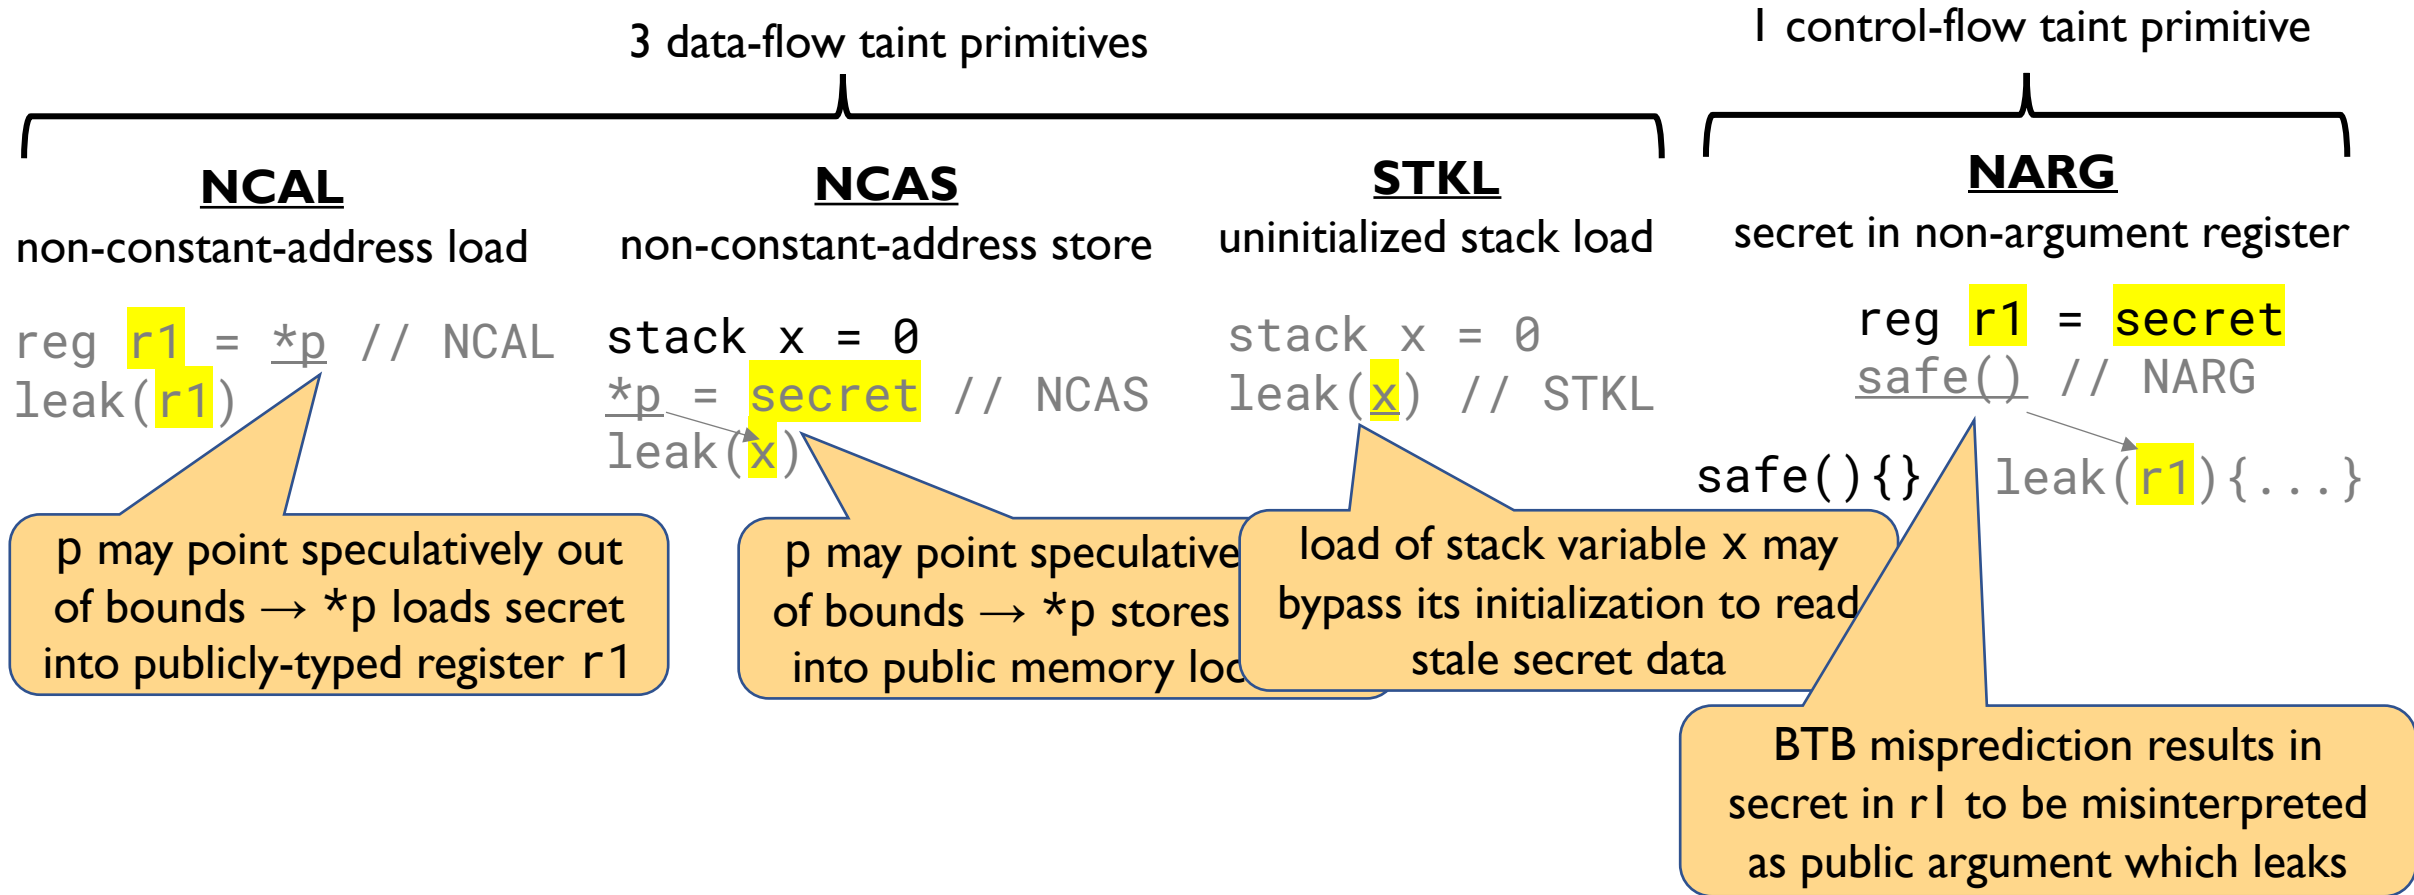 3 data-flow taint primitives
1 control-flow taint primitive
NCAL
non-constant-address load
reg r1 = *p // NCAL
leak(r1)
p may point speculatively out
of bounds → *p loads secret
into publicly-typed register r1
NCAS
non-constant-address store
stack x = 0
*p = secret // NCAS
leak(x)
p may point
of bounds → *p stores
into public memory
STKL
uninitialized stack load
stack x = 0
leak(x) // STKL
load of stack variable x may
bypass its initialization to read
stale secret data
NARG
secret in non-argument register
reg r1 = secret
safe() // NARG
safe(){}
leak(r1){...}
BTB misprediction results in
secret in r1 to be misinterpreted
as public argument which leaks